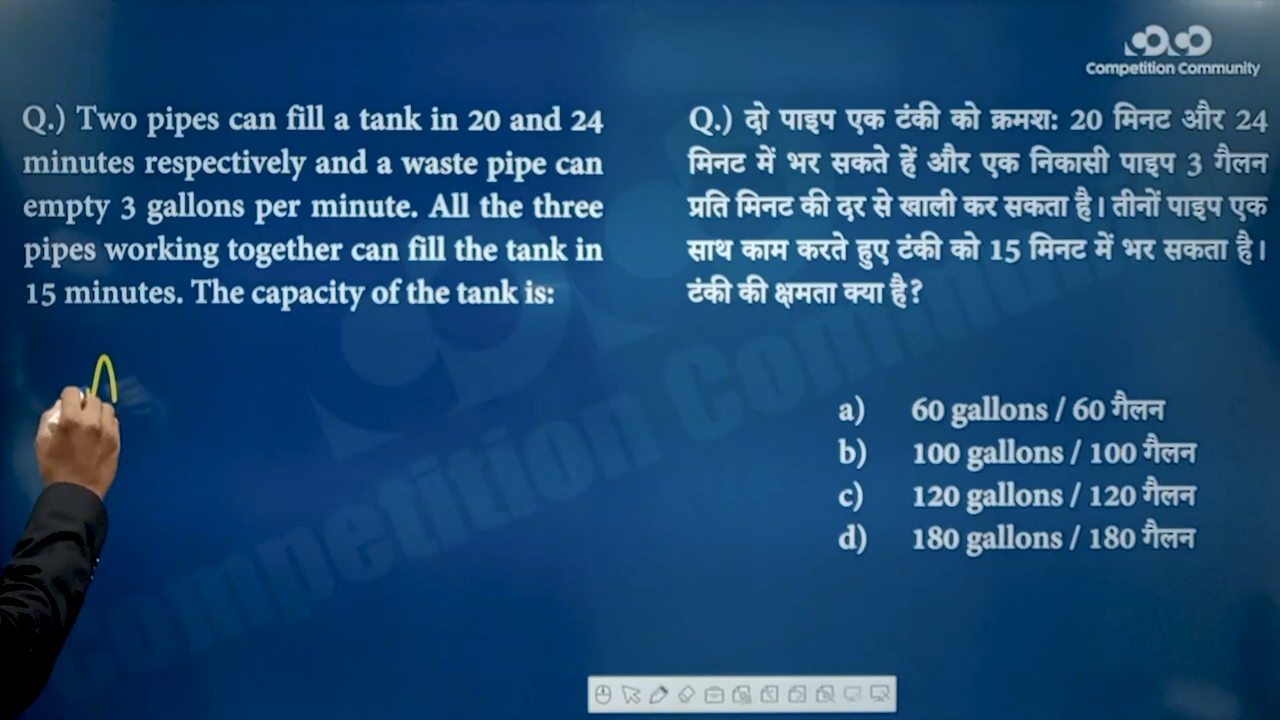 Competition Community
Q.) Two pipes can fill a tank in 20 and 24
minutes respectively and a waste pipe can
empty 3 gallons per minute. All the three
pipes working together can fill the tank in
15 minutes. The capacity of the tank is:
Q.) दो पाइप एक टंकी को क्रमश: 20 मिनट और 24
मिनट में भर सकते हें और एक निकासी पाइप 3 गैलन
प्रति मिनट की दर से खाली कर सकता है। तीनों पाइप एक
साथ काम करते हुए टंकी को 15 मिनट में भर सकता है।
टंकी की क्षमता क्या है?
a) 60 gallons / 60 गैलन
b) 100 gallons / 100 गैलन
c) 120 gallons / 120 गैलन
d) 180 gallons / 180 गैलन
Competition Community